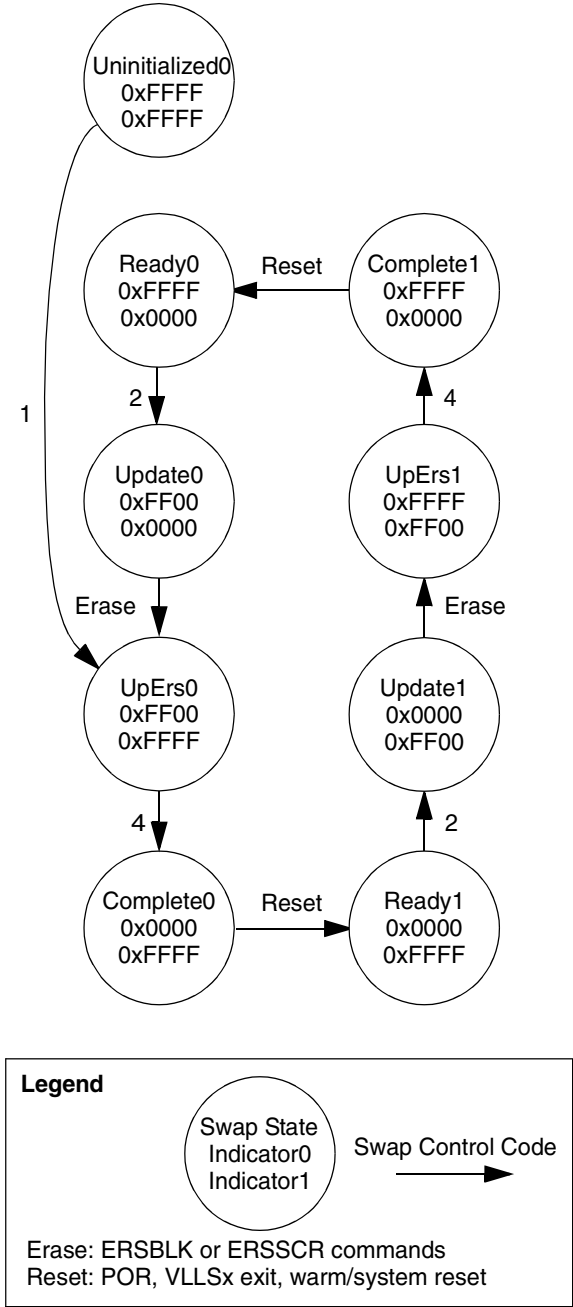 Uninitialized0
0xFFFF
0xFFFF
Ready0
0xFFFF
0x0000
Reset
Complete1
0xFFFF
0x0000
1
2
4
Update0
0xFF00
0x0000
UpErs1
0xFFFF
0xFF00
Erase
Erase
UpErs0
0xFF00
0xFFFF
Update1
0x0000
0xFF00
4
2
Complete0
0x0000
0xFFFF
Reset
Ready1
0x0000
0xFFFF
Legend
Swap State
Indicator0
Indicator1
Swap Control Code
Erase: ERSBLK or ERSSCR commands
Reset: POR, VLLSx exit, warm/system reset